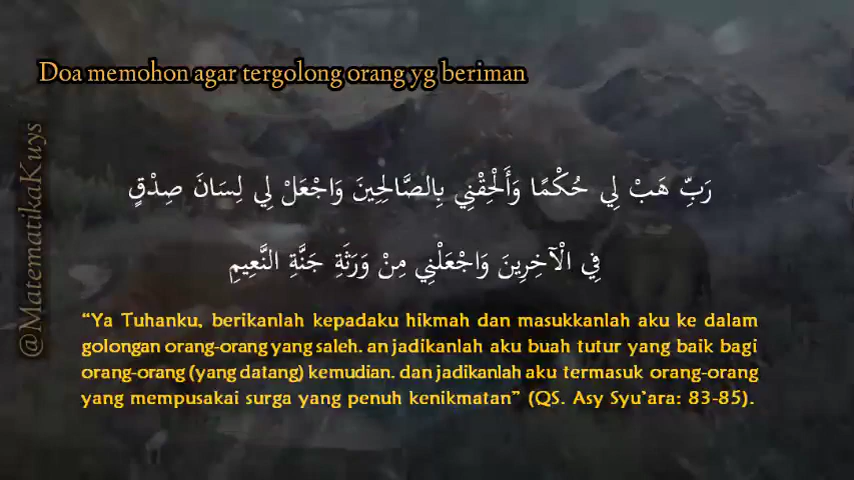 Doa memohon agar tergolong orang yg beriman
@MatematikaKuys
رَبِّ هَبْ لِي حُكْمًا وَأَلْحِقْنِي بِالصَّالِحِينَ وَاجْعَلْ لِي لِسَانَ صِدْقٍ
فِي الْآخِرِينَ وَاجْعَلْنِي مِنْ وَرَثَةِ جَنَّةِ النَّعِيمِ
“Ya Tuhanku, berikanlah kepadaku hikmah dan masukkanlah aku ke dalam
golongan orang-orang yang saleh. an jadikanlah aku buah tutur yang baik bagi
orang-orang (yang datang) kemudian. dan jadikanlah aku termasuk orang-orang
yang mempusakai surga yang penuh kenikmatan” (QS. Asy Syu’ara: 83-85).